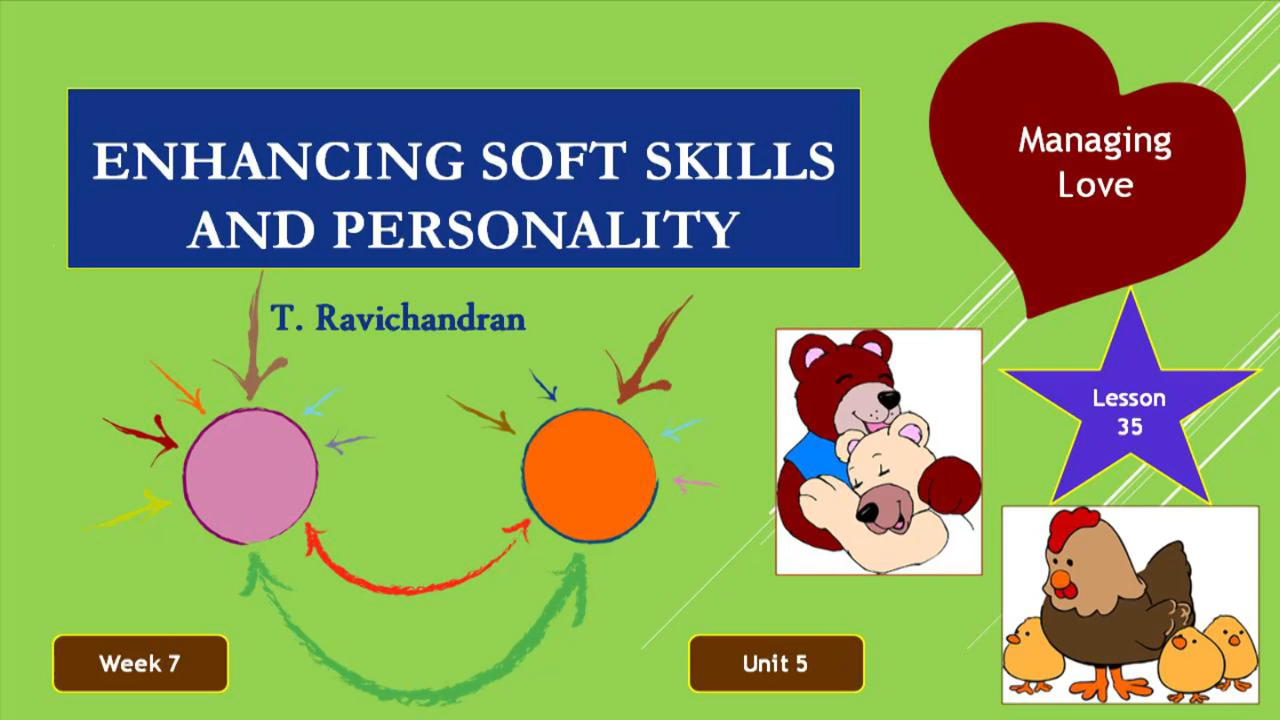 ENHANCING SOFT SKILLS
AND PERSONALITY
T. Ravichandran
Managing
Love
Lesson
35
Week 7
Unit 5